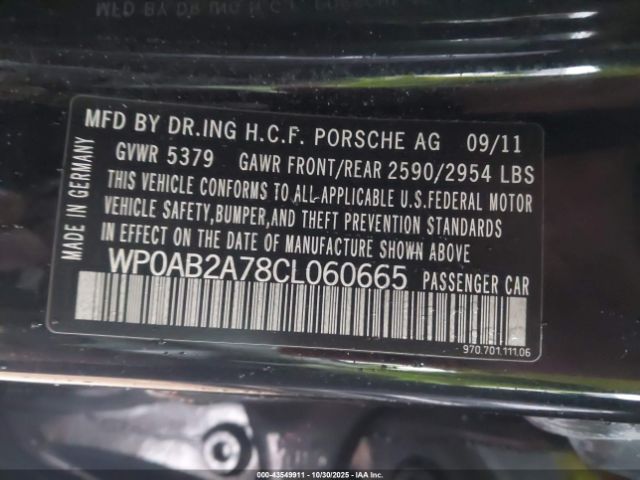 MFD BY DR.ING H.C.F. PORSCHE AG 09/11
GVWR 5379 GAWR FRONT/REAR 2590/2954 LBS
THIS VEHICLE CONFORMS TO ALL APPLICABLE U.S.FEDERAL MOTOR
VEHICLE SAFETY,BUMPER,AND THEFT PREVENTION STANDARDS
IN EFFECT ON THE DATE OF MANUFACTURE SHOWN ABOVE
WP0AB2A78CL060665 PASSENGER CAR
970.701.111.06
MADE IN GERMANY
000-43549911 | 10/30/2025 | IAAI.com